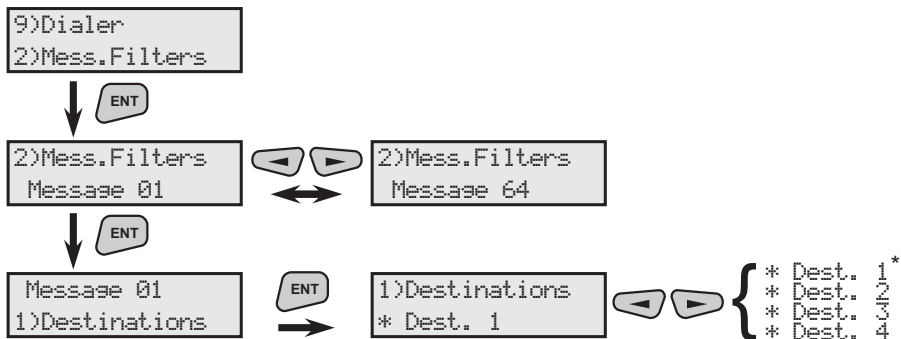 9)Dialer
2)Mess.Filters
ENT
2)Mess.Filters
Message 01
2)Mess.Filters
Message 64
ENT
Message 01
1)Destinations
ENT
1)Destinations
* Dest. 1
* Dest. 1*
* Dest. 2
* Dest. 3
* Dest. 4